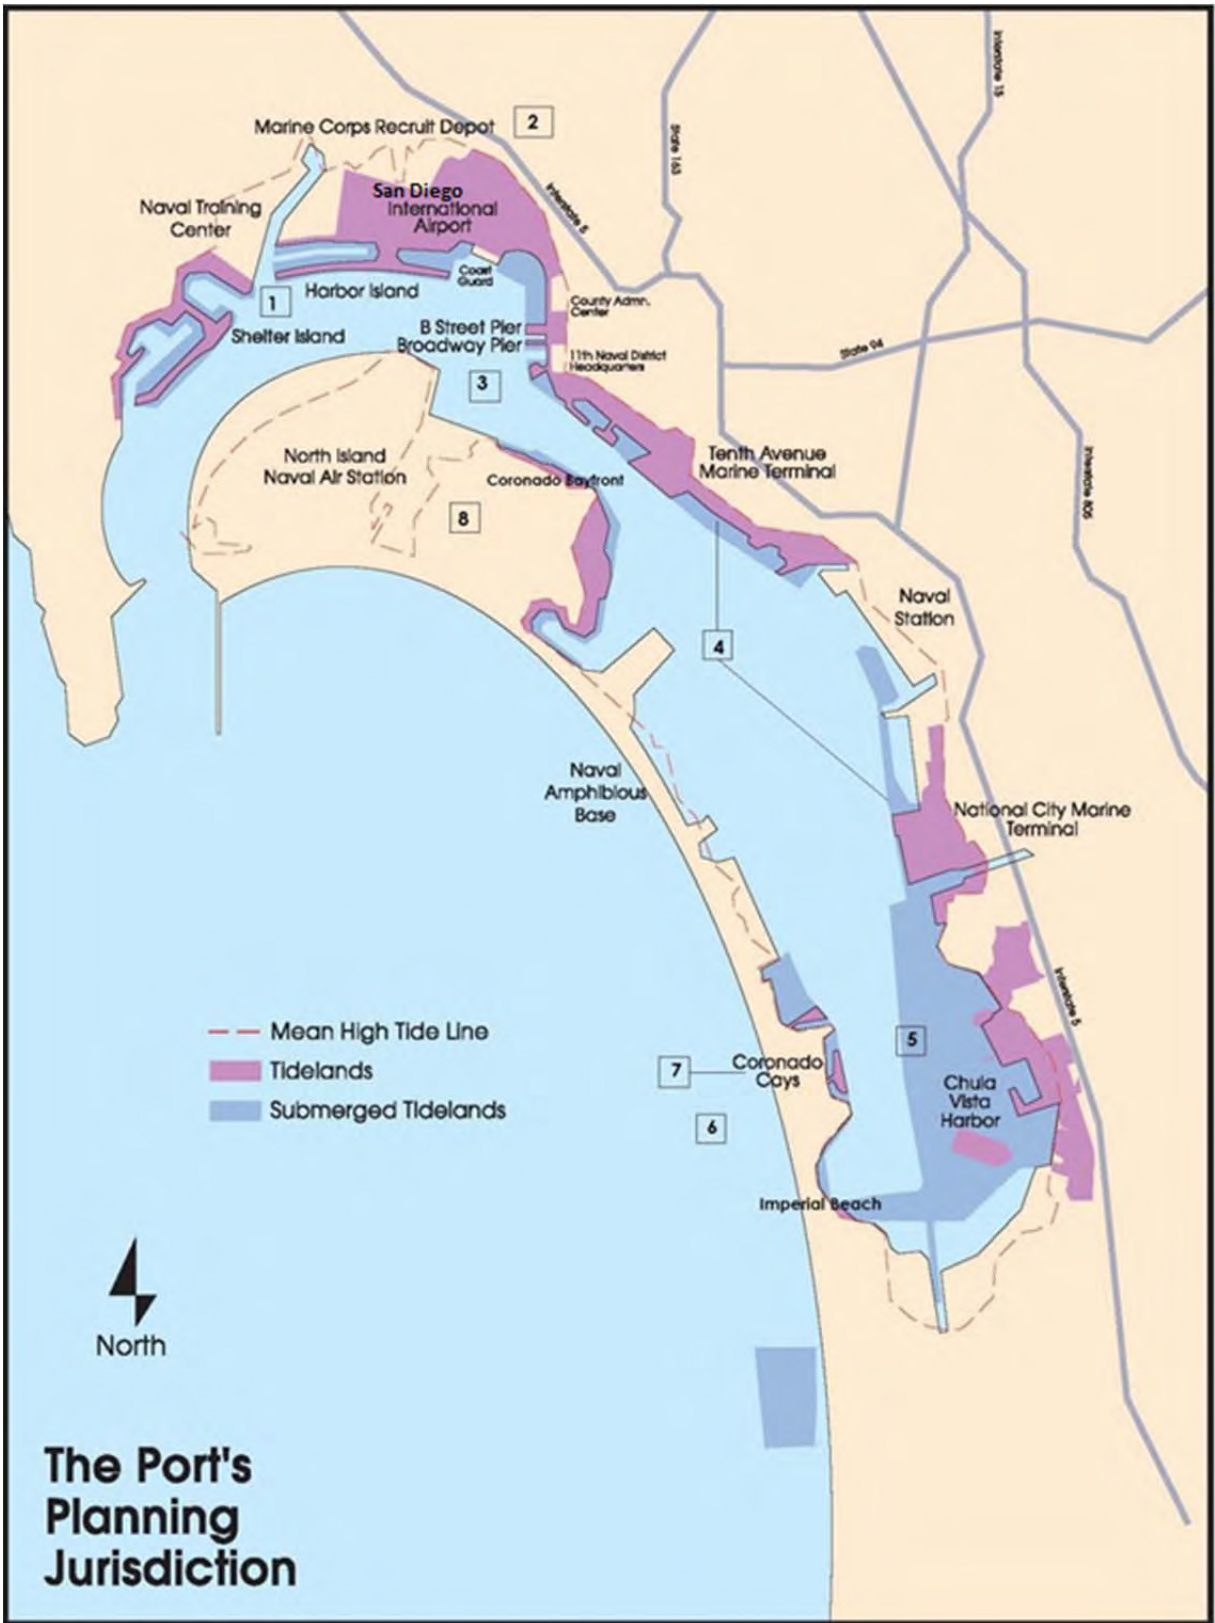 Interstate 15
2
Marine Corps Recruit Depot
State 163
San Diego
International
Airport
Interstate 5
Naval Training
Center
Coast
Guard
1
Harbor Island
County Admn.
Center
Shelter Island
B Street Pier
Broadway Pier
11th Naval District
Headquarters
State 94
3
North Island
Naval Air Station
Coronado Bayfront
Tenth Avenue
Marine Terminal
Interstate 805
8
Naval
Station
4
Naval
Amphibious
Base
National City Marine
Terminal
Interstate 5
Mean High Tide Line
Tidelands
Submerged Tidelands
5
7
Coronado
Cays
Chula
Vista
Harbor
6
Imperial Beach
North
The Port's
Planning
Jurisdiction